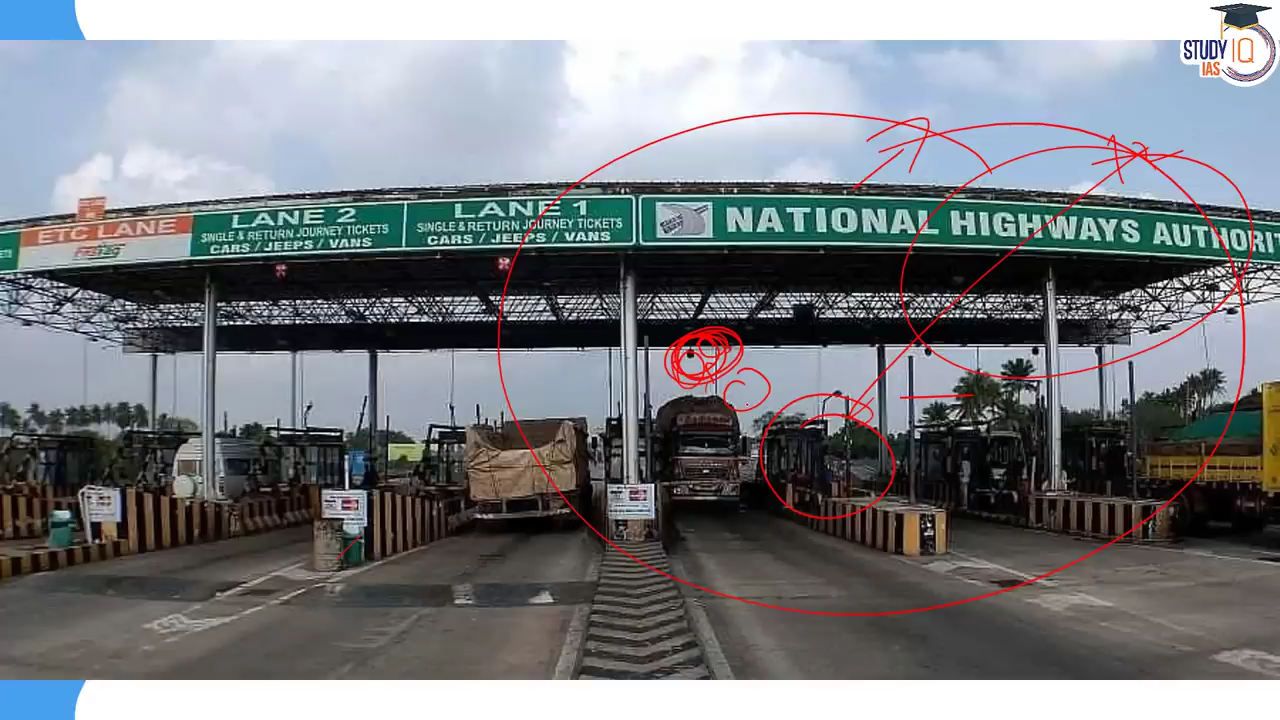 STUDY IQ
IAS
ETC LANE
LANE 2
SINGLE & RETURN JOURNEY TICKETS
CARS / JEEPS / VANS
LANE 1
SINGLE & RETURN JOURNEY TICKETS
CARS / JEEPS / VANS
NATIONAL HIGHWAYS AUTHORIT